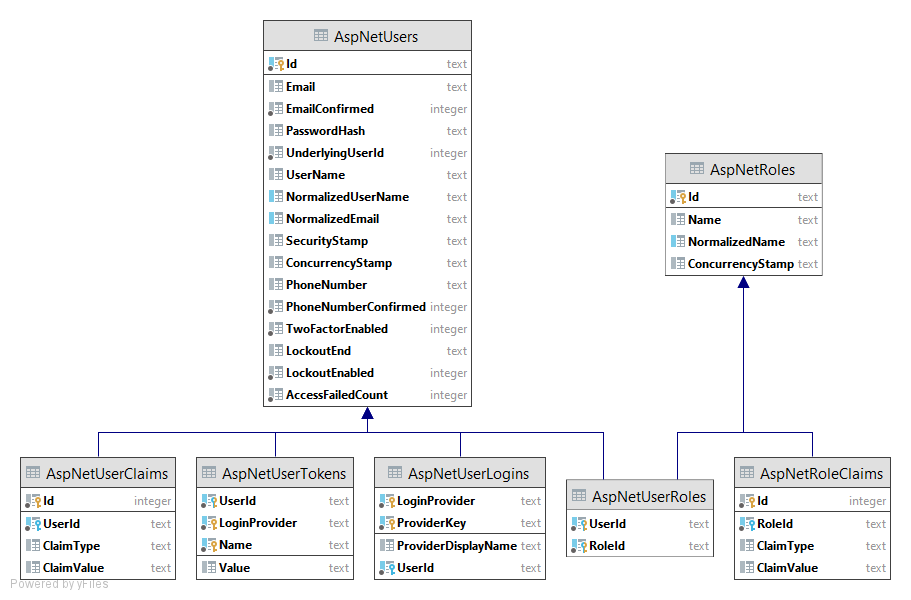 AspNetUsers
Id text
Email text
EmailConfirmed integer
PasswordHash text
UnderlyingUserId integer
UserName text
NormalizedUserName text
NormalizedEmail text
SecurityStamp text
ConcurrencyStamp text
PhoneNumber text
PhoneNumberConfirmed integer
TwoFactorEnabled integer
LockoutEnd text
LockoutEnabled integer
AccessFailedCount integer
AspNetRoles
Id text
Name text
NormalizedName text
ConcurrencyStamp text
AspNetUserClaims
Id integer
UserId text
ClaimType text
ClaimValue text
AspNetUserTokens
UserId text
LoginProvider text
Name text
Value text
AspNetUserLogins
LoginProvider text
ProviderKey text
ProviderDisplayName text
UserId text
AspNetUserRoles
UserId text
RoleId text
AspNetRoleClaims
Id integer
RoleId text
ClaimType text
ClaimValue text
Powered by yFiles